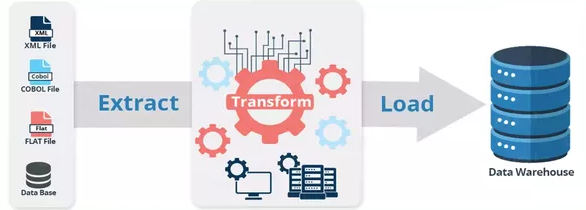 XML
XML File
Cobol
COBOL File
Flat
FLAT File
Data Base
Extract
Transform
Load
Data Warehouse